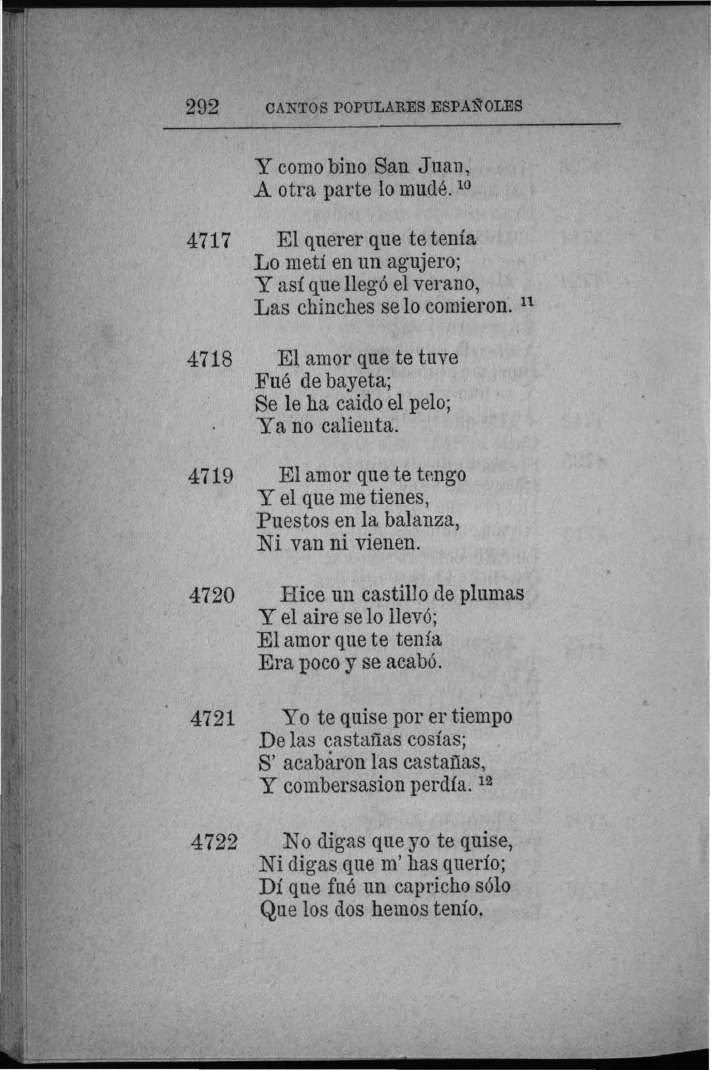 292 CANTOS POPULARES ESPAÑOLES
Y como bino San Juan,
A otra parte lo mudé. 10
4717 El querer que te tenía
Lo metí en un agujero;
Y así que llegó el verano,
Las chinches se lo comieron. 11
4718 El amor que te tuve
Fué de bayeta;
Se le ha caido el pelo;
Ya no calienta.
4719 El amor que te tengo
Y el que me tienes,
Puestos en la balanza,
Ni van ni vienen.
4720 Hice un castillo de plumas
Y el aire se lo llevó;
El amor que te tenía
Era poco y se acabó.
4721 Yo te quise por er tiempo
De las castañas cosías;
S' acabaron las castañas,
Y combersasion perdía. 12
4722 No digas que yo te quise,
Ni digas que m' has querío;
Dí que fué un capricho sólo
Que los dos hemos tenío.